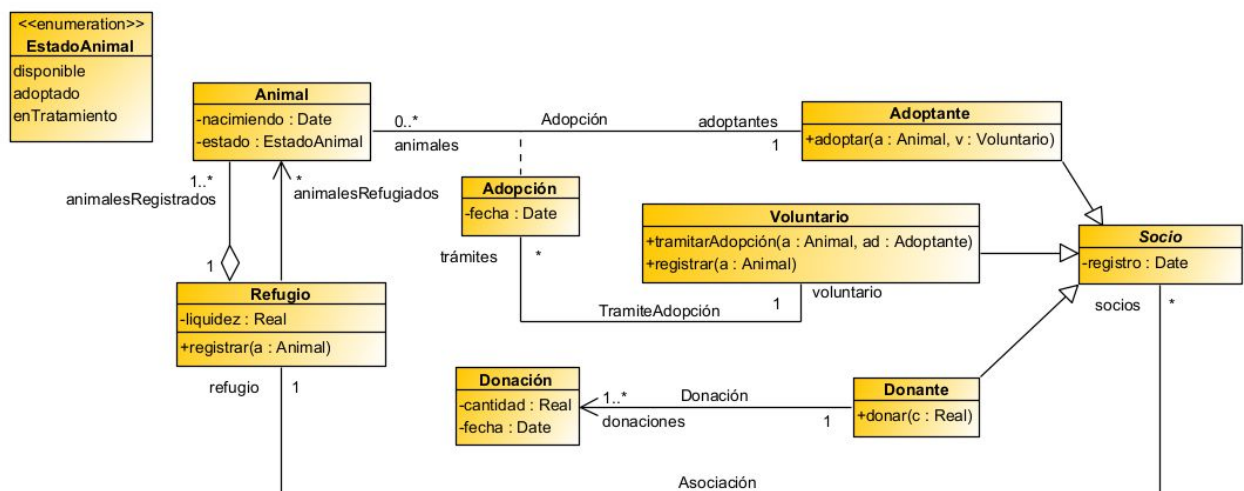 <<enumeration>>
EstadoAnimal
disponible
adoptado
enTratamiento
Animal
-nacimiendo : Date
-estado : EstadoAnimal
0..*
animales
Adopción
adoptantes
1
Adoptante
+adoptar(a : Animal, v : Voluntario)
1..*
animalesRegistrados
*
animalesRefugiados
Adopción
-fecha : Date
trámites
*
Voluntario
+tramitarAdopción(a : Animal, ad : Adoptante)
+registrar(a : Animal)
voluntario
1
TramiteAdopción
Socio
-registro : Date
socios
*
1
Refugio
-liquidez : Real
+registrar(a : Animal)
refugio
1
Donación
-cantidad : Real
-fecha : Date
1..*
donaciones
Donación
1
Donante
+donar(c : Real)
Asociación